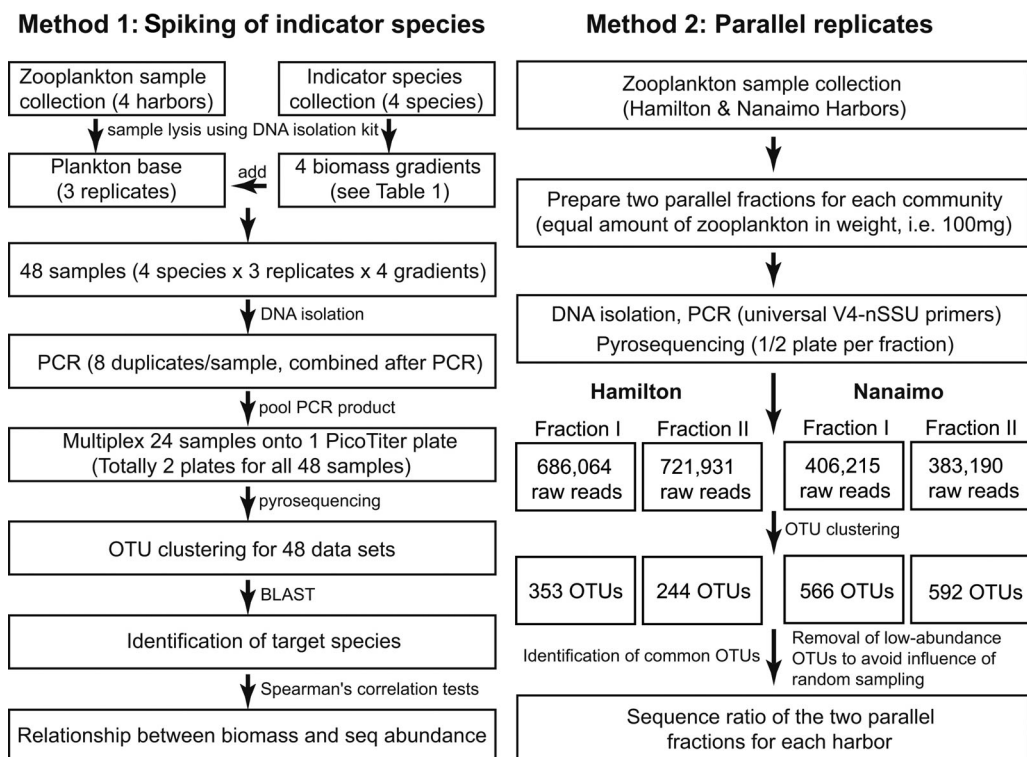 Method 1: Spiking of indicator species
Zooplankton sample
collection (4 harbors)
Indicator species
collection (4 species)
sample lysis using DNA isolation kit
Plankton base
(3 replicates)
add
4 biomass gradients
(see Table 1)
48 samples (4 species x 3 replicates x 4 gradients)
DNA isolation
PCR (8 duplicates/sample, combined after PCR)
pool PCR product
Multiplex 24 samples onto 1 PicoTiter plate
(Totally 2 plates for all 48 samples)
pyrosequencing
OTU clustering for 48 data sets
BLAST
Identification of target species
Spearman's correlation tests
Relationship between biomass and seq abundance
Method 2: Parallel replicates
Zooplankton sample collection
(Hamilton & Nanaimo Harbors)
Prepare two parallel fractions for each community
(equal amount of zooplankton in weight, i.e. 100mg)
DNA isolation, PCR (universal V4-nSSU primers)
Pyrosequencing (1/2 plate per fraction)
Hamilton
Nanaimo
Fraction I
Fraction II
Fraction I
Fraction II
686,064
raw reads
721,931
raw reads
406,215
raw reads
383,190
raw reads
OTU clustering
353 OTUs
244 OTUs
566 OTUs
592 OTUs
Identification of common OTUs
Removal of low-abundance
OTUs to avoid influence of
random sampling
Sequence ratio of the two parallel
fractions for each harbor